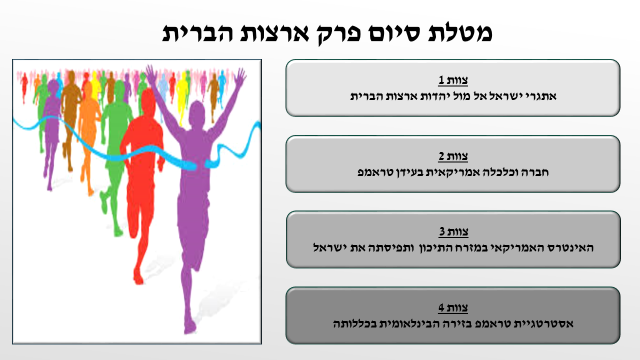 מטלת סיום פרק ארצות הברית
צוות 1
אתגרי ישראל אל מול יהדות ארצות הברית
צוות 2
חברה וכלכלה אמריקאית בעידן טראמפ
צוות 3
האינטרס האמריקאי במזרח התיכון ותפיסתה את ישראל
צוות 4
אסטרטגיית טראמפ בזירה הבינלאומית בכללותה